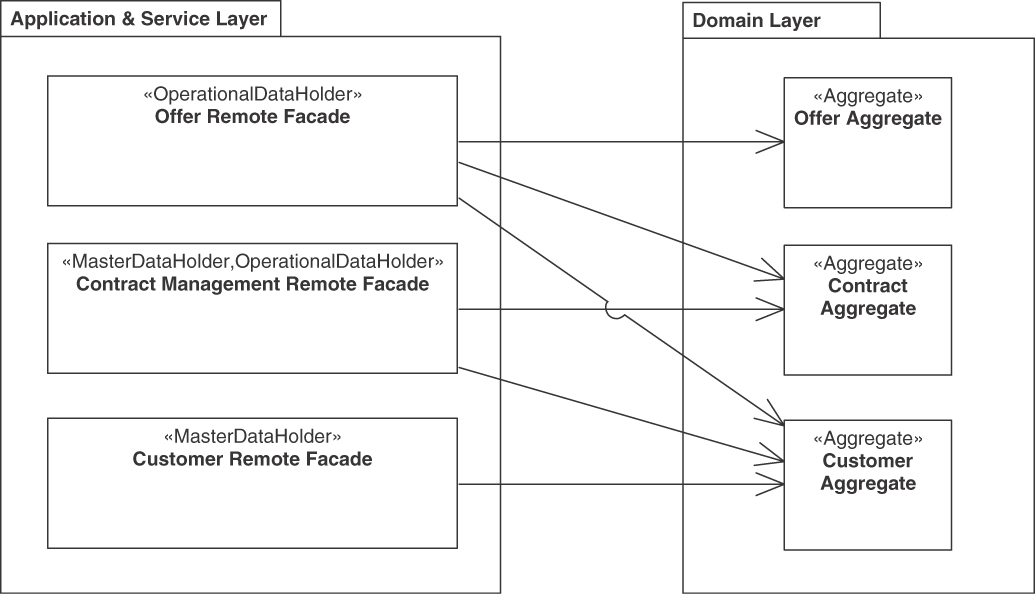 Application & Service Layer
«OperationalDataHolder»
Offer Remote Facade
«MasterDataHolder,OperationalDataHolder»
Contract Management Remote Facade
«MasterDataHolder»
Customer Remote Facade
Domain Layer
«Aggregate»
Offer Aggregate
«Aggregate»
Contract
Aggregate
«Aggregate»
Customer
Aggregate